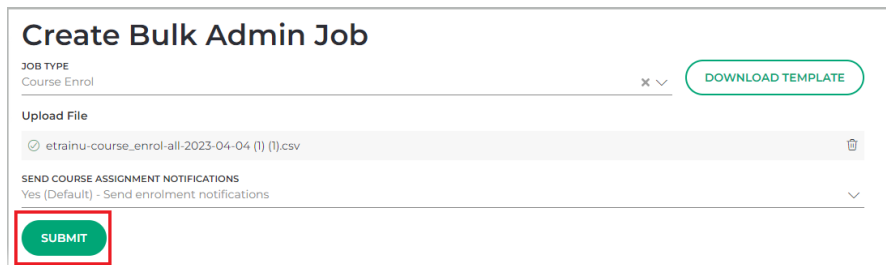 Create Bulk Admin Job
JOB TYPE
Course Enrol
DOWNLOAD TEMPLATE
Upload File
etrainu-course_enrol-all-2023-04-04 (1) (1).csv
SEND COURSE ASSIGNMENT NOTIFICATIONS
Yes (Default) - Send enrolment notifications
SUBMIT